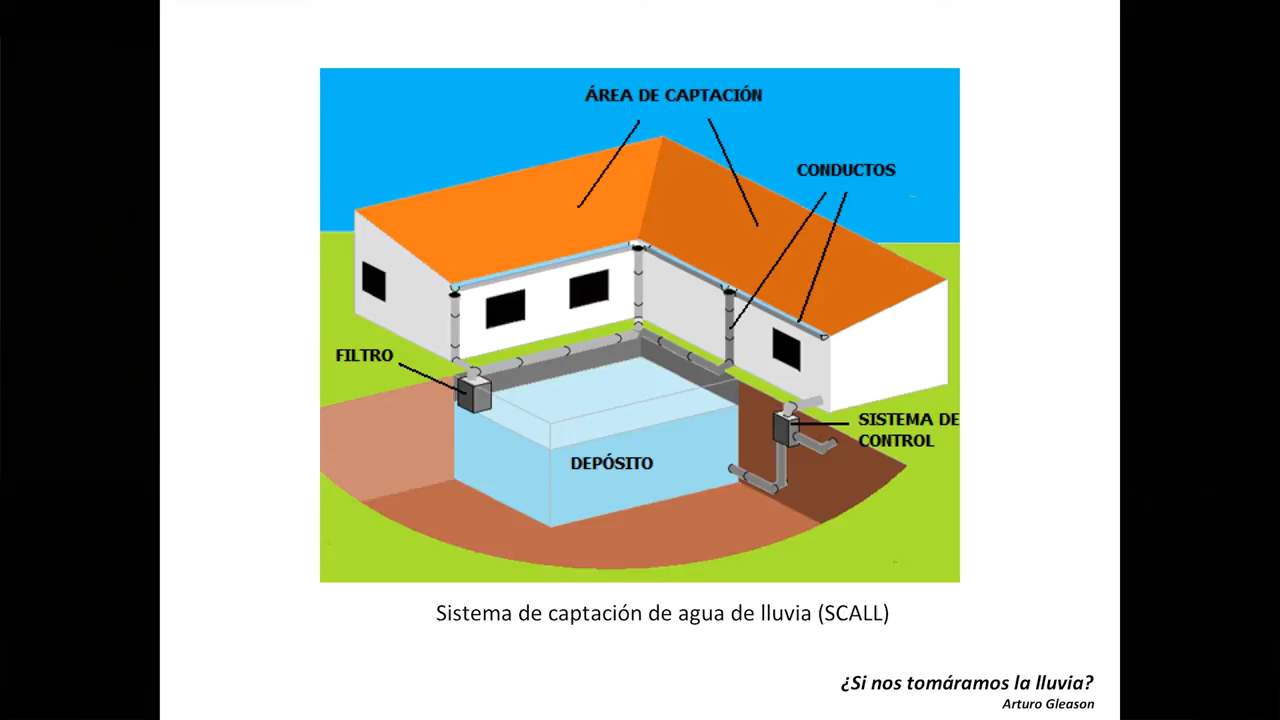 ÁREA DE CAPTACIÓN
CONDUCTOS
FILTRO
SISTEMA DE
CONTROL
DEPÓSITO
Sistema de captación de agua de lluvia (SCALL)
¿Si nos tomáramos la lluvia?
Arturo Gleason